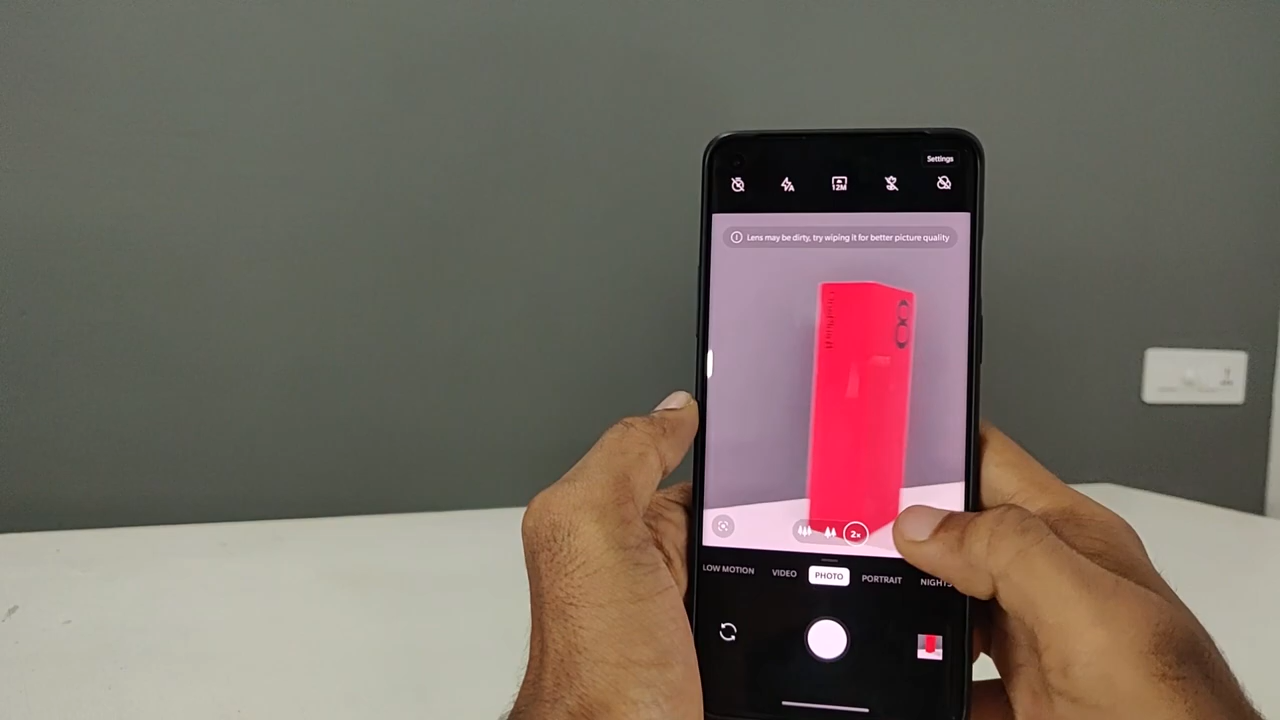 Settings
12M
Lens may be dirty, try wiping it for better picture quality
2x
LOW MOTION VIDEO PHOTO PORTRAIT NIGHTS